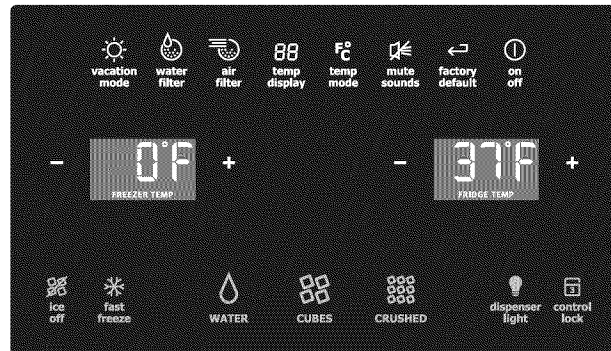 vacation water air 88 temp F°C temp mute factory on
mode filter filter display mode sounds default off
– 0°F + – 37°F +
FREEZER TEMP FRIDGE TEMP
3
ice fast WATER CUBES CRUSHED dispenser control
off freeze light lock